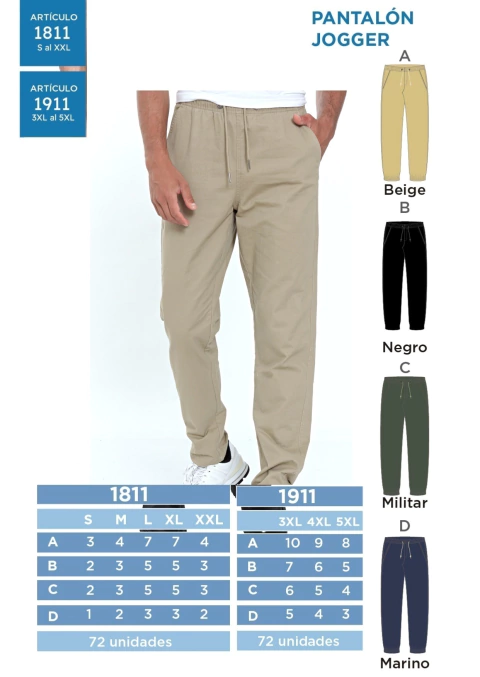 ARTÍCULO
1811
S al XXL
ARTÍCULO
1911
3XL al 5XL
PANTALÓN
JOGGER
A
Beige
B
Negro
C
Militar
D
Marino
1811
S M L XL XXL
A 3 4 7 7 4
B 2 3 5 5 3
C 2 3 5 5 3
D 1 2 3 3 2
72 unidades
1911
3XL 4XL 5XL
A 10 9 8
B 7 6 5
C 6 5 4
D 5 4 3
72 unidades